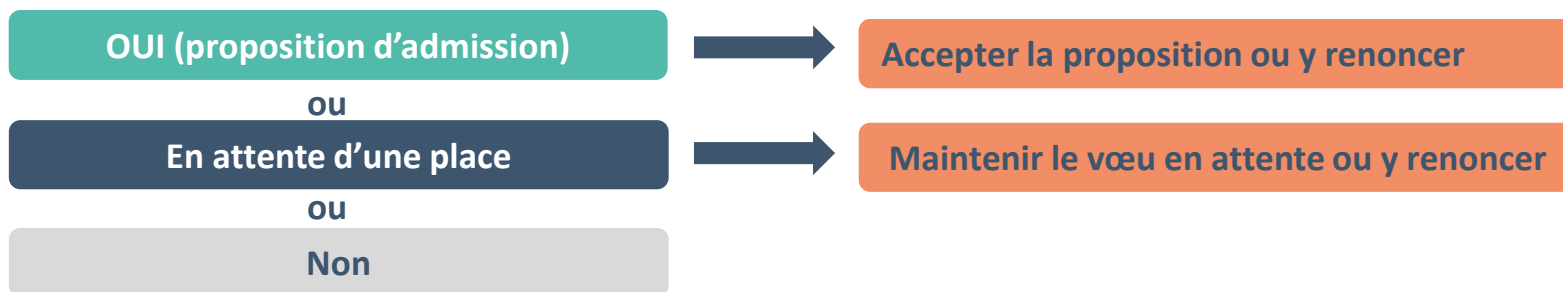 OUI (proposition d’admission)
Accepter la proposition ou y renoncer
ou
En attente d’une place
Maintenir le vœu en attente ou y renoncer
ou
Non